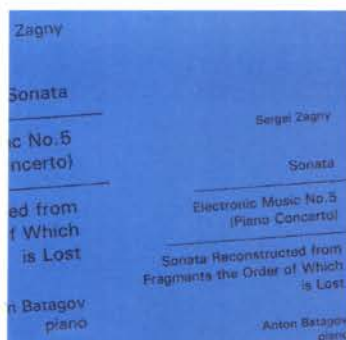 Zagny
Sonata
ic No.5
ncerto)
ed from
f Which
is Lost
n Batagov
piano
Sergei Zagny
Sonata
Electronic Music No.5
(Piano Concerto)
Sonata Reconstructed from
Fragments the Order of Which
is Lost
Anton Batagov
piano